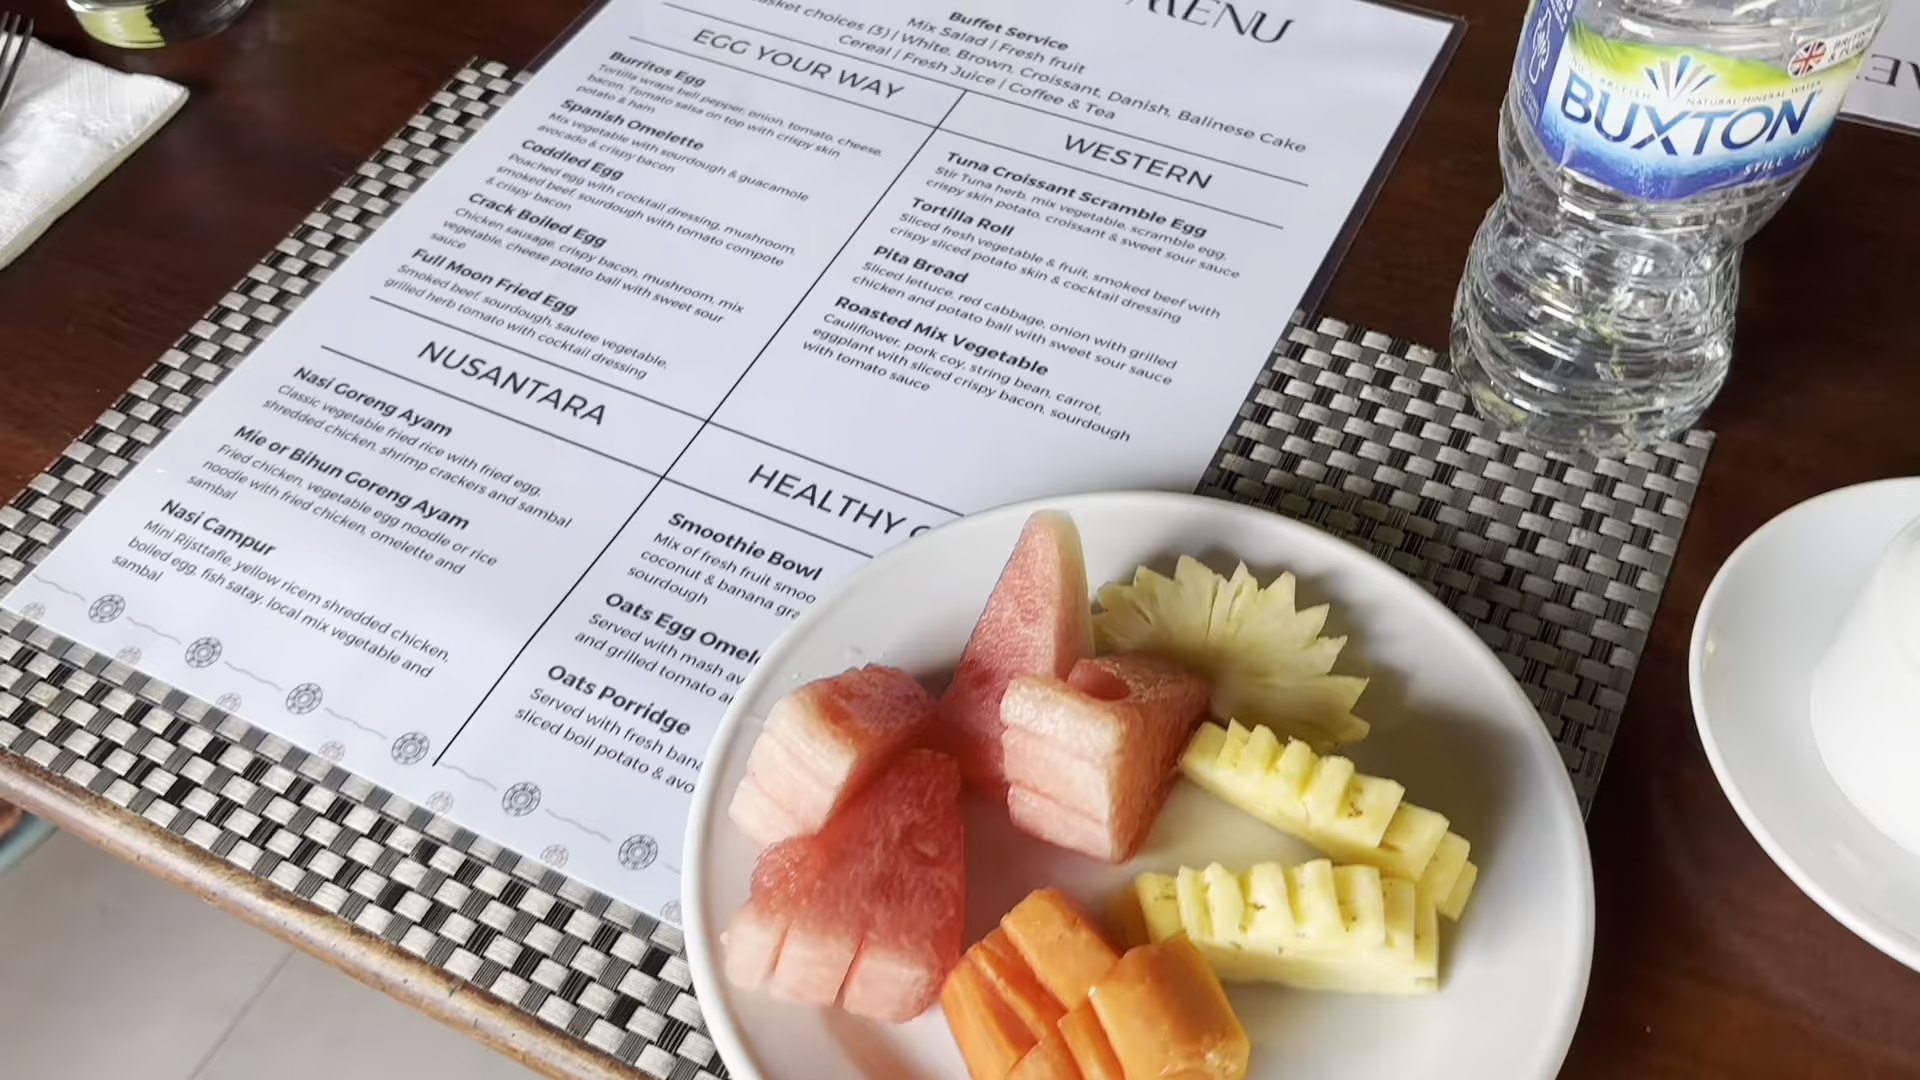 MENU
Buffet Service
Mix Salad | Fresh fruit
choices (3) | White, Brown, Croissant, Danish, Balinese Cake
Cereal | Fresh Juice | Coffee & Tea
EGG YOUR WAY
Burritos Egg
Tortilla wraps bell pepper, onion, tomato, cheese,
bacon. Tomato salsa on top with crispy skin
potato & ham
Spanish Omelette
Mix vegetable with sourdough & guacamole
avocado & crispy bacon
Coddled Egg
Poached egg with cocktail dressing, mushroom,
smoked beef, sourdough with tomato compote
& crispy bacon
Crack Boiled Egg
Chicken sausage, crispy bacon, mushroom, mix
vegetable, cheese potato ball with sweet sour
sauce
Full Moon Fried Egg
Smoked beef, sourdough, sautee vegetable,
grilled herb tomato with cocktail dressing
WESTERN
Tuna Croissant Scramble Egg
Stir Tuna herb, mix vegetable, scramble egg,
crispy skin potato, croissant & sweet sour sauce
Tortilla Roll
Sliced fresh vegetable & fruit, smoked beef with
crispy sliced potato skin & cocktail dressing
Pita Bread
Sliced lettuce, red cabbage, onion with grilled
chicken and potato ball with sweet sour sauce
Roasted Mix Vegetable
Cauliflower, pork coy, string bean, carrot,
eggplant with sliced crispy bacon, sourdough
with tomato sauce
NUSANTARA
Nasi Goreng Ayam
Classic vegetable fried rice with fried egg,
shredded chicken, shrimp crackers and sambal
Mie or Bihun Goreng Ayam
Fried chicken, vegetable egg noodle or rice
noodle with fried chicken, omelette and
sambal
Nasi Campur
Mini Rijsttafle, yellow ricem shredded chicken,
boiled egg, fish satay, local mix vegetable and
sambal
HEALTHY
Smoothie Bowl
Mix of fresh fruit smoo
coconut & banana gra
sourdough
Oats Egg Omel
Served with mash av
and grilled tomato a
Oats Porridge
Served with fresh bana
sliced boil potato & avo
BRITISH
NATURAL MINERAL WATER
BUXTON
STILL